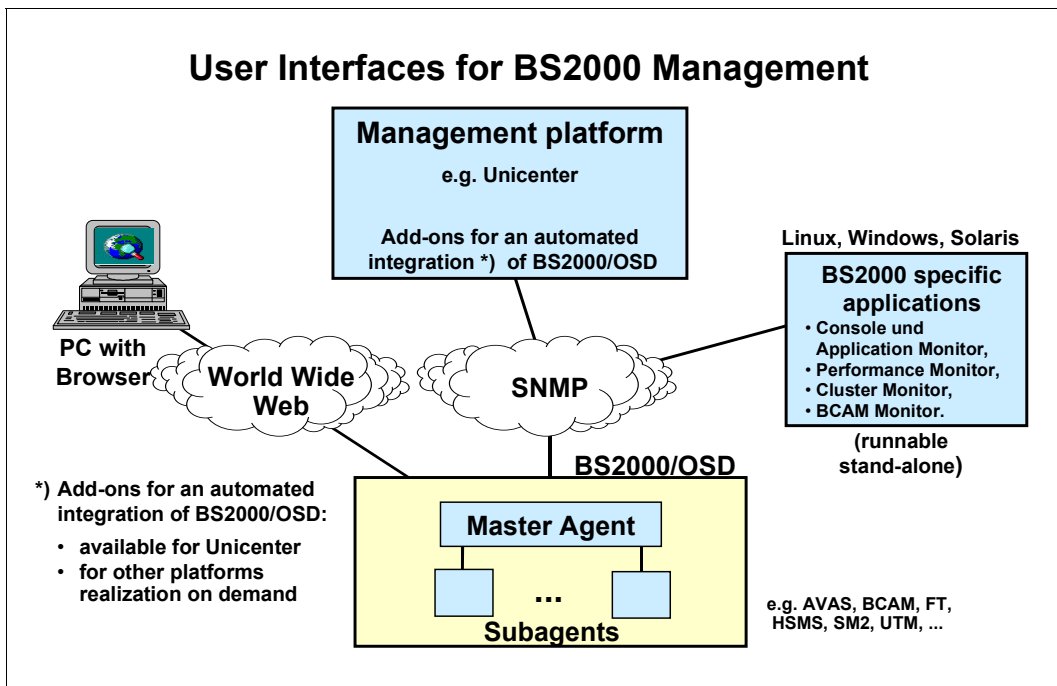 User Interfaces for BS2000 Management
Management platform
e.g. Unicenter
Add-ons for an automated
integration *) of BS2000/OSD
Linux, Windows, Solaris
BS2000 specific
applications
• Console und
Application Monitor,
• Performance Monitor,
• Cluster Monitor,
• BCAM Monitor.
(runnable
stand-alone)
PC with
Browser
World Wide
Web
SNMP
BS2000/OSD
Master Agent
...
Subagents
*) Add-ons for an automated
integration of BS2000/OSD:
• available for Unicenter
• for other platforms
realization on demand
e.g. AVAS, BCAM, FT,
HSMS, SM2, UTM, ...